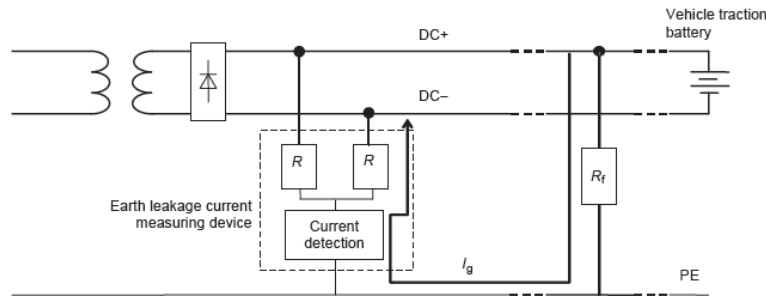 Vehicle traction
battery
DC+
DC–
R
R
Rf
Earth leakage current
measuring device
Current
detection
Ig
PE